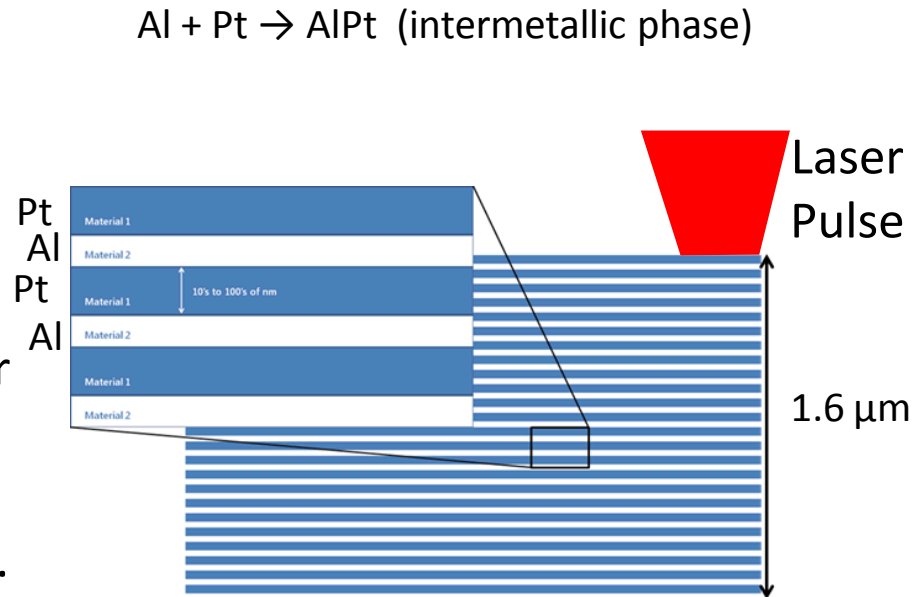 Al + Pt → AlPt (intermetallic phase)
Laser
Pulse
Pt
Material 1
Al
Material 2
Pt
Material 1
10's to 100's of nm
Al
Material 2
r
Material 1
Material 2
1.6 μm
.